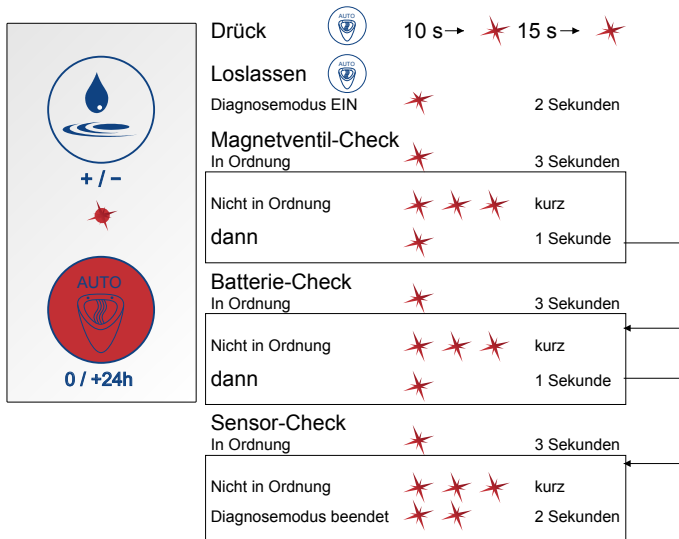 + / −
AUTO
0 / +24h
Drück AUTO 10 s→ 15 s→
Loslassen AUTO
Diagnosemodus EIN 2 Sekunden
Magnetventil-Check
In Ordnung 3 Sekunden
Nicht in Ordnung kurz
dann 1 Sekunde
Batterie-Check
In Ordnung 3 Sekunden
Nicht in Ordnung kurz
dann 1 Sekunde
Sensor-Check
In Ordnung 3 Sekunden
Nicht in Ordnung kurz
Diagnosemodus beendet 2 Sekunden